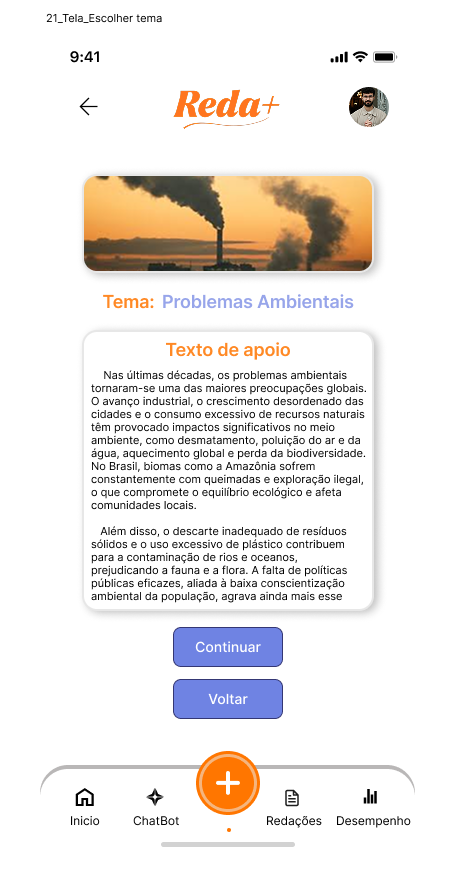 21_Tela_Escolher tema
9:41
Reda+
Tema: Problemas Ambientais
Texto de apoio
Nas últimas décadas, os problemas ambientais
tornaram-se uma das maiores preocupações globais.
O avanço industrial, o crescimento desordenado das
cidades e o consumo excessivo de recursos naturais
têm provocado impactos significativos no meio
ambiente, como desmatamento, poluição do ar e da
água, aquecimento global e perda da biodiversidade.
No Brasil, biomas como a Amazônia sofrem
constantemente com queimadas e exploração ilegal,
o que compromete o equilíbrio ecológico e afeta
comunidades locais.
Além disso, o descarte inadequado de resíduos
sólidos e o uso excessivo de plástico contribuem
para a contaminação de rios e oceanos,
prejudicando a fauna e a flora. A falta de políticas
públicas eficazes, aliada à baixa conscientização
ambiental da população, agrava ainda mais esse
Continuar
Voltar
Inicio
ChatBot
Redações
Desempenho